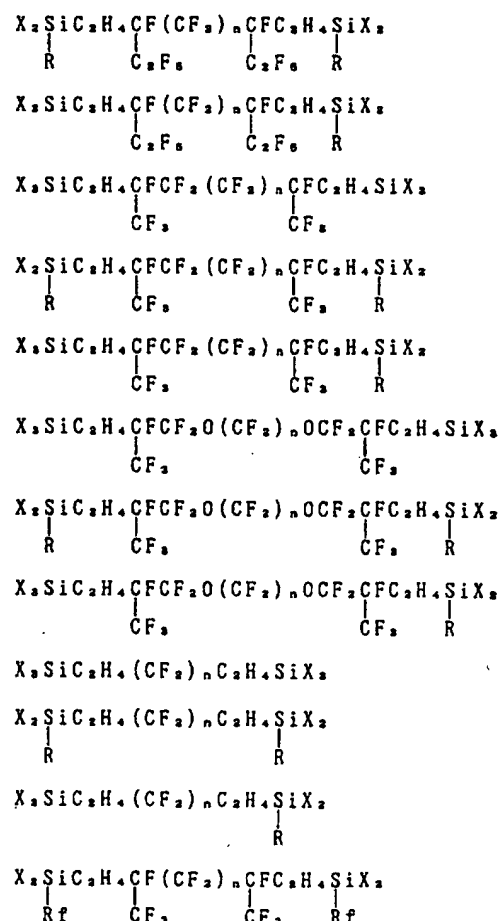 X₂SiC₂H₄CF(CF₂)ₙCFC₂H₄SiX₂
R C₂F₅ C₂F₅ R
X₃SiC₂H₄CF(CF₂)ₙCFC₂H₄SiX₂
C₂F₅ C₂F₅ R
X₃SiC₂H₄CFCF₂(CF₂)ₙCFC₂H₄SiX₃
CF₃ CF₃
X₂SiC₂H₄CFCF₂(CF₂)ₙCFC₂H₄SiX₂
R CF₃ CF₃ R
X₃SiC₂H₄CFCF₂(CF₂)ₙCFC₂H₄SiX₂
CF₃ CF₃ R
X₃SiC₂H₄CFCF₂O(CF₂)ₙOCF₂CFC₂H₄SiX₃
CF₃ CF₃
X₂SiC₂H₄CFCF₂O(CF₂)ₙOCF₂CFC₂H₄SiX₂
R CF₃ CF₃ R
X₃SiC₂H₄CFCF₂O(CF₂)ₙOCF₂CFC₂H₄SiX₂
CF₃ CF₃ R
X₃SiC₂H₄(CF₂)ₙC₂H₄SiX₃
X₂SiC₂H₄(CF₂)ₙC₂H₄SiX₂
R R
X₃SiC₂H₄(CF₂)ₙC₂H₄SiX₂
R
X₂SiC₂H₄CF(CF₂)ₙCFC₂H₄SiX₂
Rf CF₃ CF₃ Rf